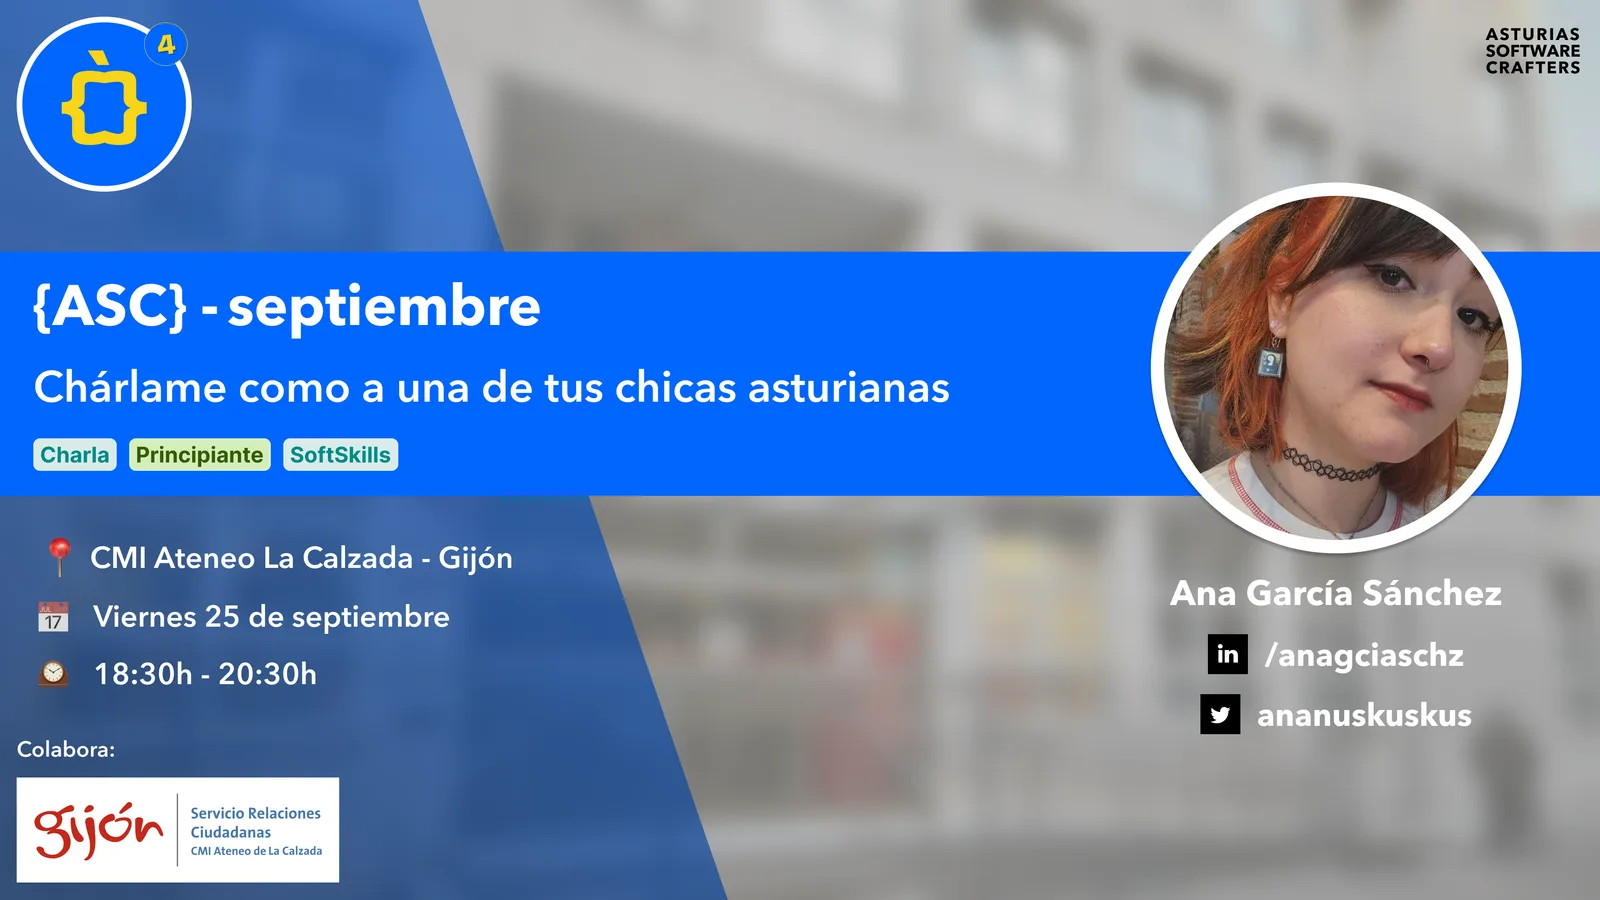 4
{Ò}
ASTURIAS
SOFTWARE
CRAFTERS
{ASC} - septiembre
Chárlame como a una de tus chicas asturianas
Charla
Principiante
SoftSkills
CMI Ateneo La Calzada - Gijón
JUL
17
Viernes 25 de septiembre
18:30h - 20:30h
Colabora:
gijón
Servicio Relaciones
Ciudadanas
CMI Ateneo de La Calzada
Ana García Sánchez
in /anagciaschz
ananuskuskus